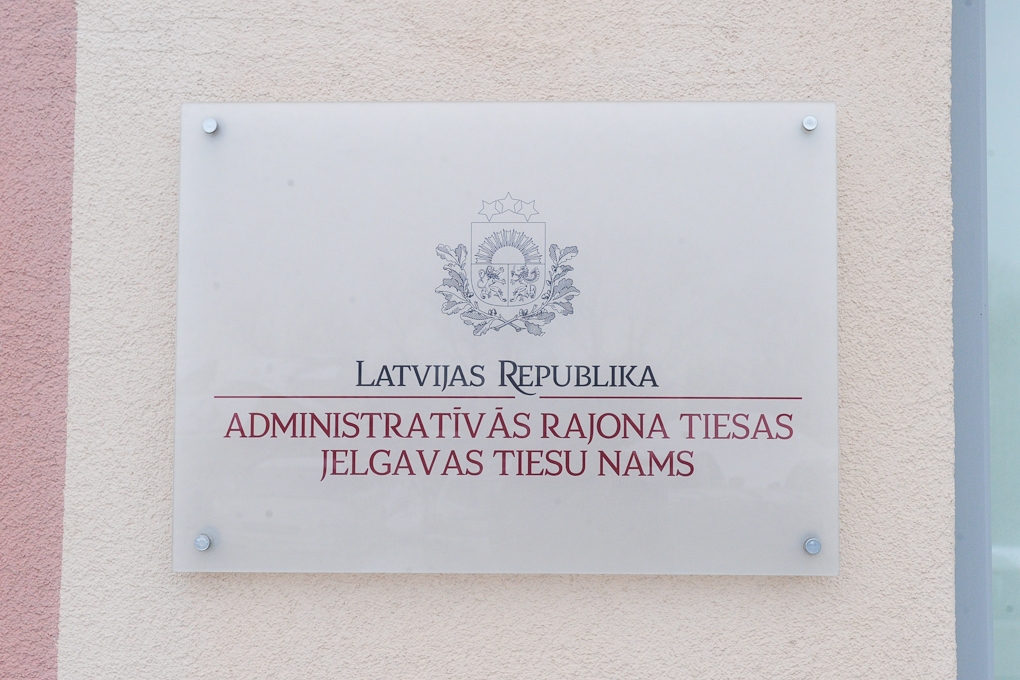 LATVIJAS REPUBLIKA
ADMINISTRATĪVĀS RAJONA TIESAS
JELGAVAS TIESU NAMS